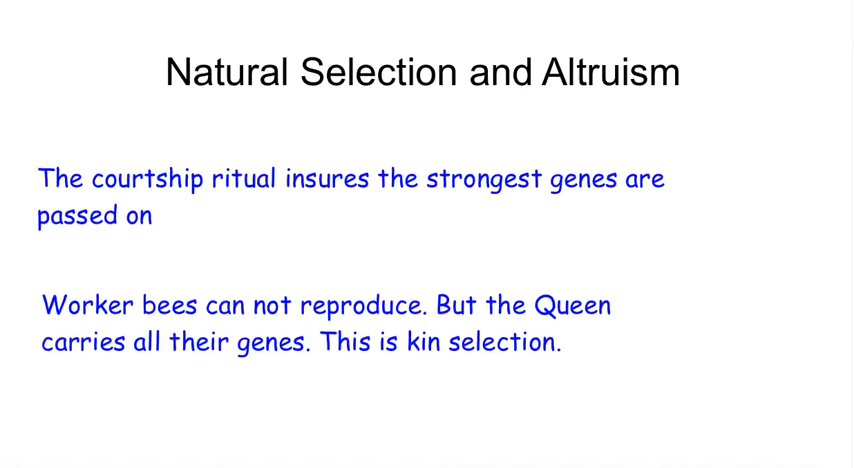 Natural Selection and Altruism
The courtship ritual insures the strongest genes are
passed on
Worker bees can not reproduce. But the Queen
carries all their genes. This is kin selection.